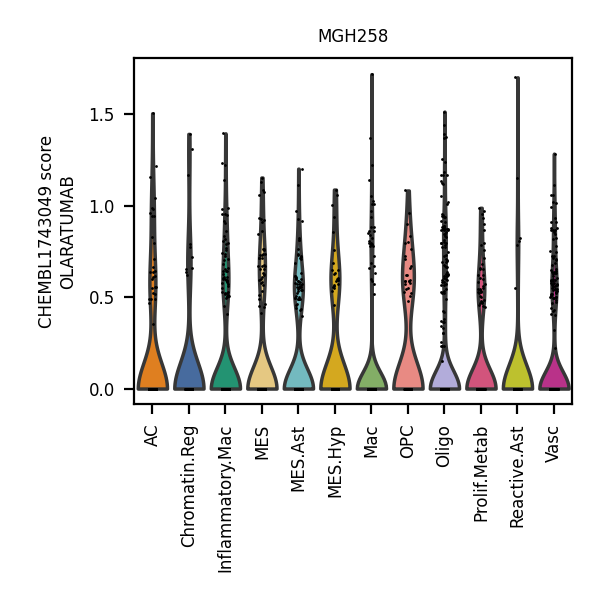 MGH258
CHEMBL1743049 score
OLARATUMAB
1.5
1.0
0.5
0.0
AC
Chromatin.Reg
Inflammatory.Mac
MES
MES.Ast
MES.Hyp
Mac
OPC
Oligo
Prolif.Metab
Reactive.Ast
Vasc